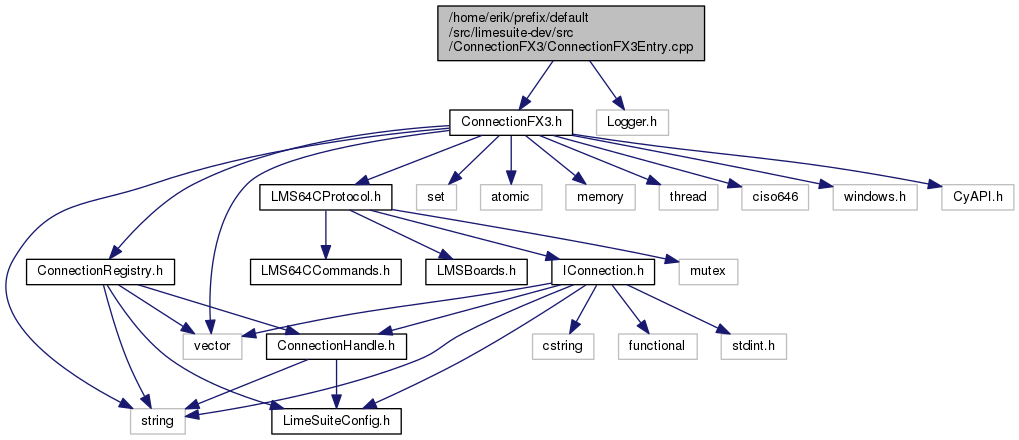 /home/erik/prefix/default
/src/limesuite-dev/src
/ConnectionFX3/ConnectionFX3Entry.cpp
ConnectionFX3.h
Logger.h
LMS64CProtocol.h
set
atomic
memory
thread
ciso646
windows.h
CyAPI.h
ConnectionRegistry.h
LMS64CCommands.h
LMSBoards.h
IConnection.h
mutex
vector
ConnectionHandle.h
cstring
functional
stdint.h
string
LimeSuiteConfig.h